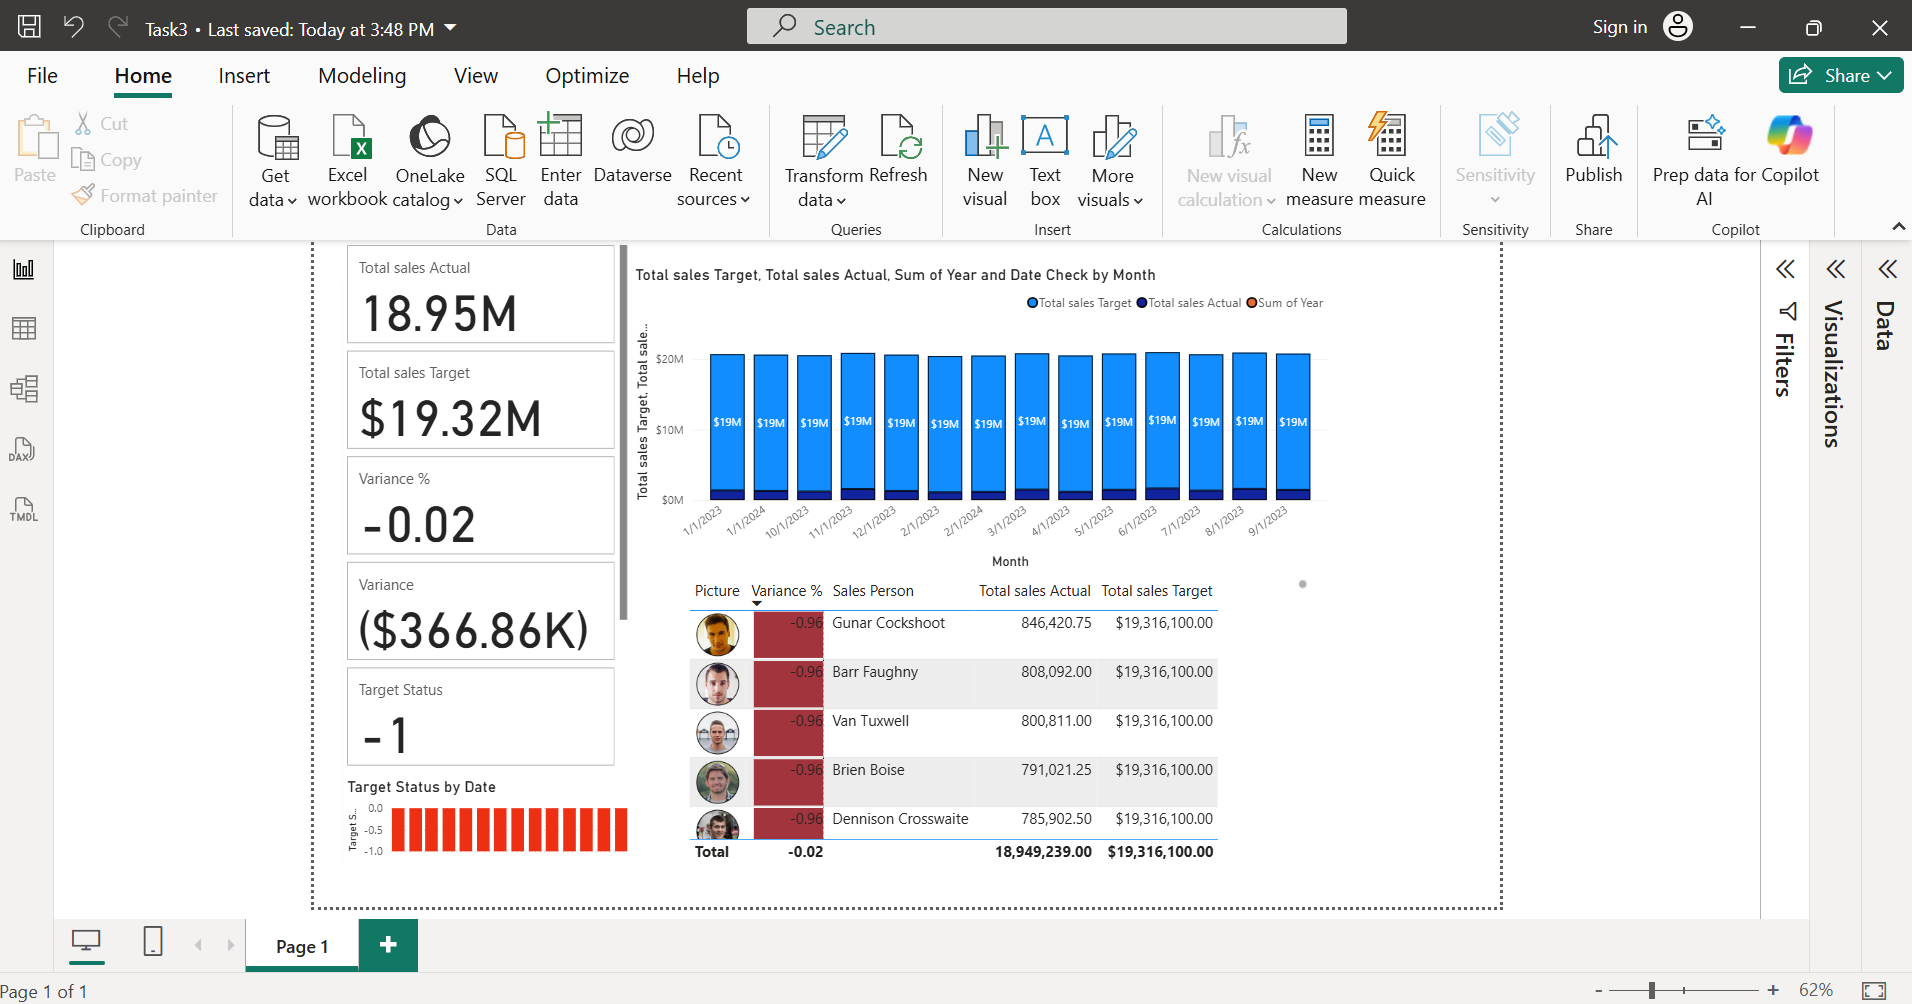 Task3 • Last saved: Today at 3:48 PM
Search
Sign in
File
Home
Insert
Modeling
View
Optimize
Help
Share
Paste
Cut
Copy
Format painter
Clipboard
Get data
Excel workbook
OneLake catalog
SQL Server
Enter data
Dataverse
Recent sources
Data
Transform data
Refresh
Queries
New visual
Text box
More visuals
Insert
New visual calculation
New measure
Quick measure
Calculations
Sensitivity
Sensitivity
Publish
Share
Prep data for AI
Copilot
Copilot
DAX
TMDL
Total sales Actual
18.95M
Total sales Target
$19.32M
Variance %
-0.02
Variance
($366.86K)
Target Status
-1
Target Status by Date
Target S...
0.0
-0.5
-1.0
Total sales Target, Total sales Actual, Sum of Year and Date Check by Month
Total sales Target Total sales Actual Sum of Year
Total sales Target, Total sale...
$20M
$10M
$0M
$19M $19M $19M $19M $19M $19M $19M $19M $19M $19M $19M $19M $19M $19M
1/1/2023 1/1/2024 10/1/2023 11/1/2023 12/1/2023 2/1/2023 2/1/2024 3/1/2023 4/1/2023 5/1/2023 6/1/2023 7/1/2023 8/1/2023 9/1/2023
Month
Picture Variance % Sales Person Total sales Actual Total sales Target
-0.96 Gunar Cockshoot 846,420.75 $19,316,100.00
-0.96 Barr Faughny 808,092.00 $19,316,100.00
-0.96 Van Tuxwell 800,811.00 $19,316,100.00
-0.96 Brien Boise 791,021.25 $19,316,100.00
-0.96 Dennison Crosswaite 785,902.50 $19,316,100.00
Total -0.02 18,949,239.00 $19,316,100.00
Filters
Visualizations
Data
Page 1
+
Page 1 of 1
- + 62%